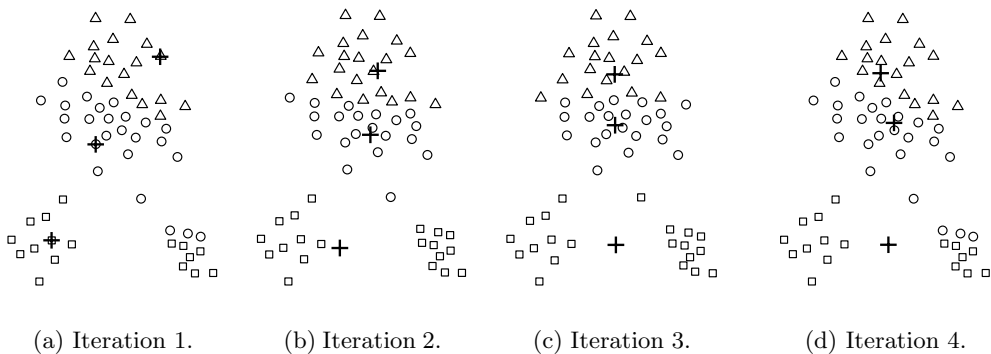 (a) Iteration 1.
(b) Iteration 2.
(c) Iteration 3.
(d) Iteration 4.